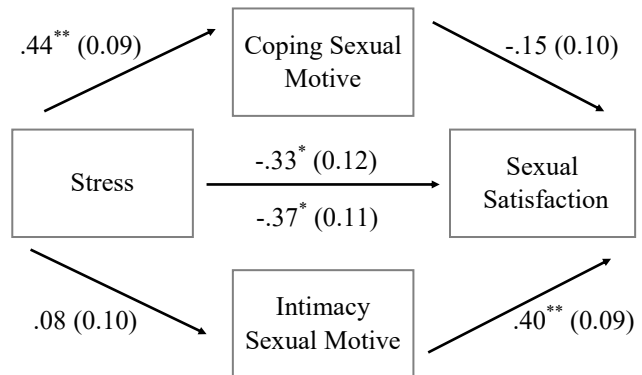 .44** (0.09)
Coping Sexual
Motive
-.15 (0.10)
Stress
-.33* (0.12)
-.37* (0.11)
Sexual
Satisfaction
.08 (0.10)
Intimacy
Sexual Motive
.40** (0.09)